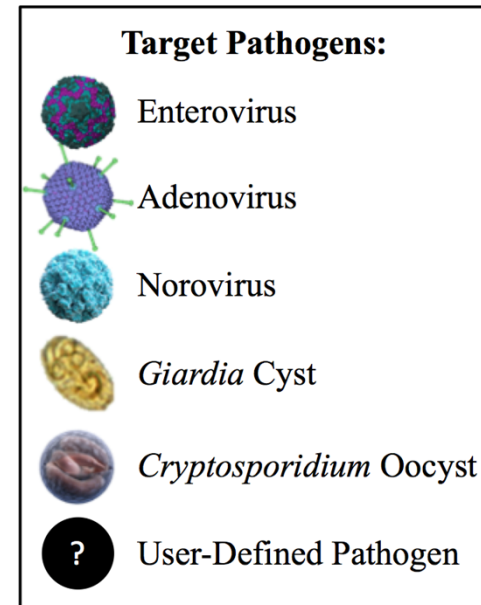 Target Pathogens:
Enterovirus
Adenovirus
Norovirus
Giardia Cyst
Cryptosporidium Oocyst
? User-Defined Pathogen